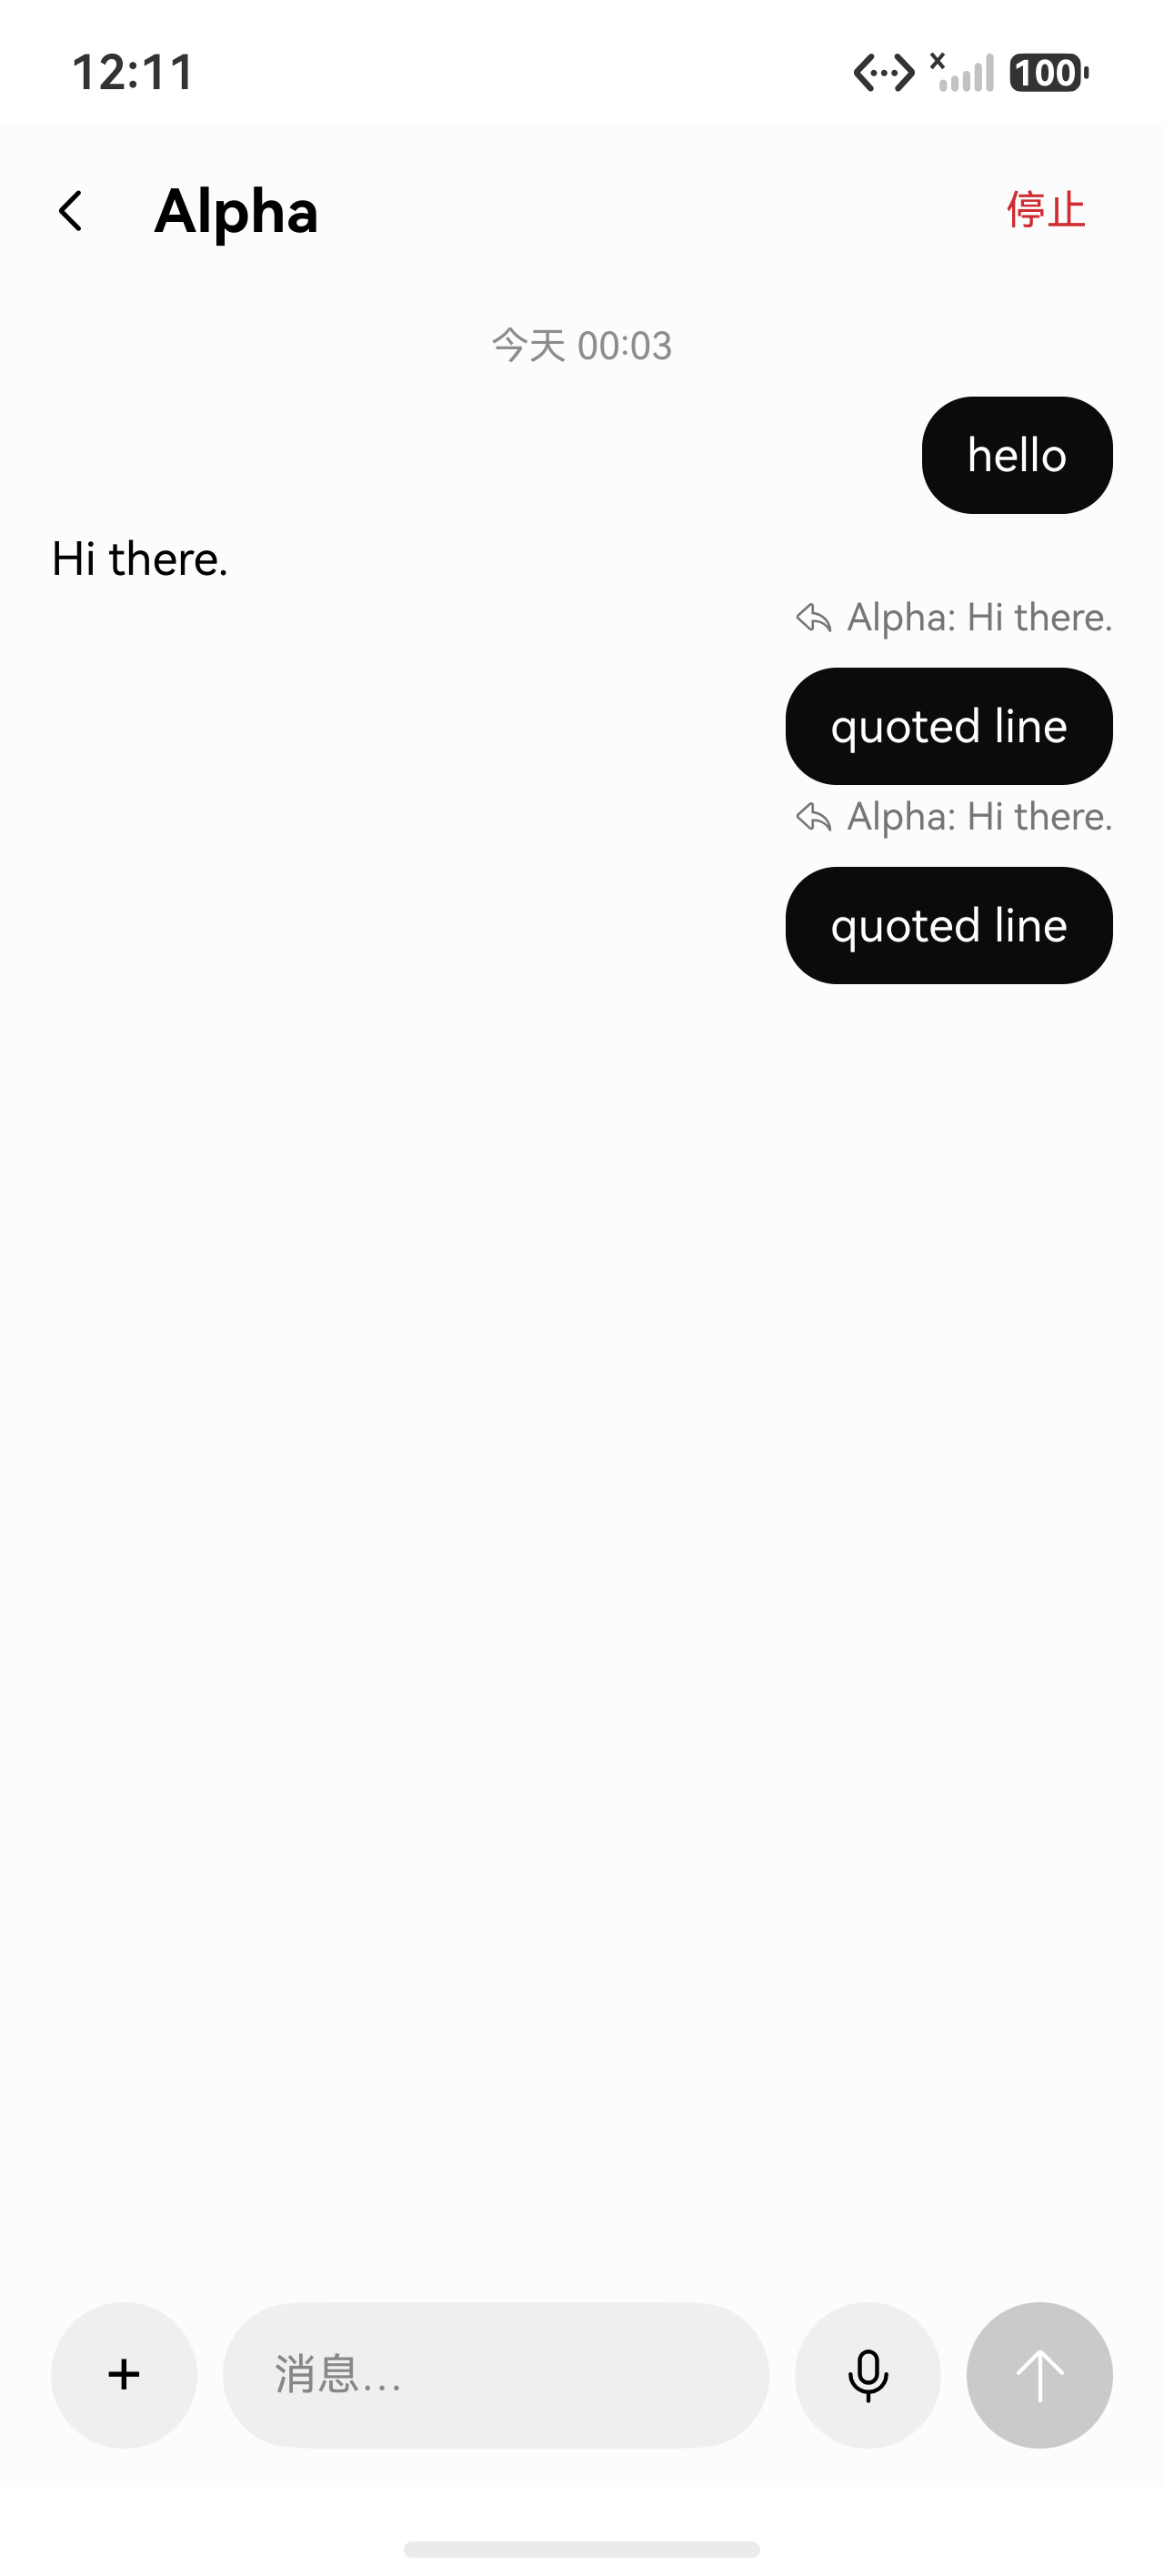 12:11
100
Alpha
停止
今天 00:03
hello
Hi there.
Alpha: Hi there.
quoted line
Alpha: Hi there.
quoted line
消息...